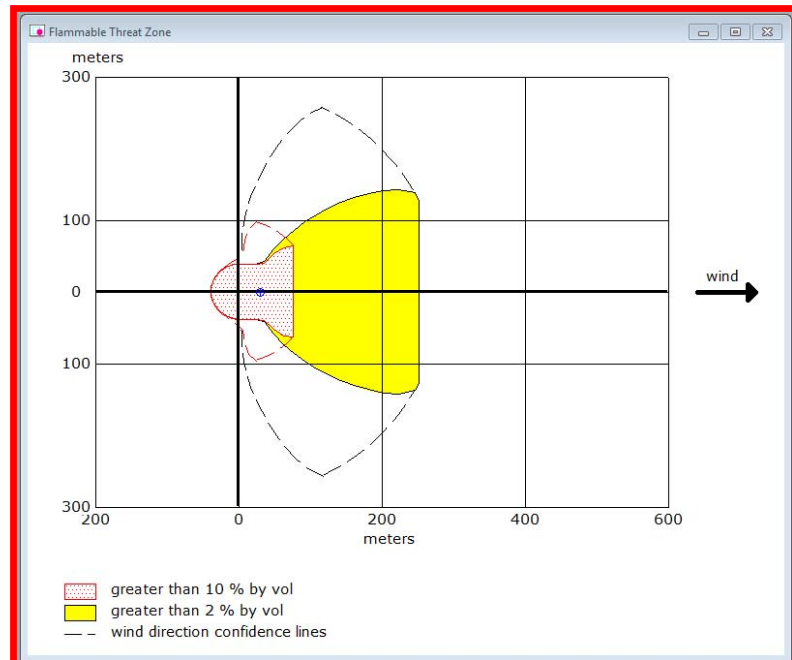 Flammable Threat Zone
meters
300
100
0
wind
100
300
200 0 200 400 600
meters
greater than 10 % by vol
greater than 2 % by vol
wind direction confidence lines